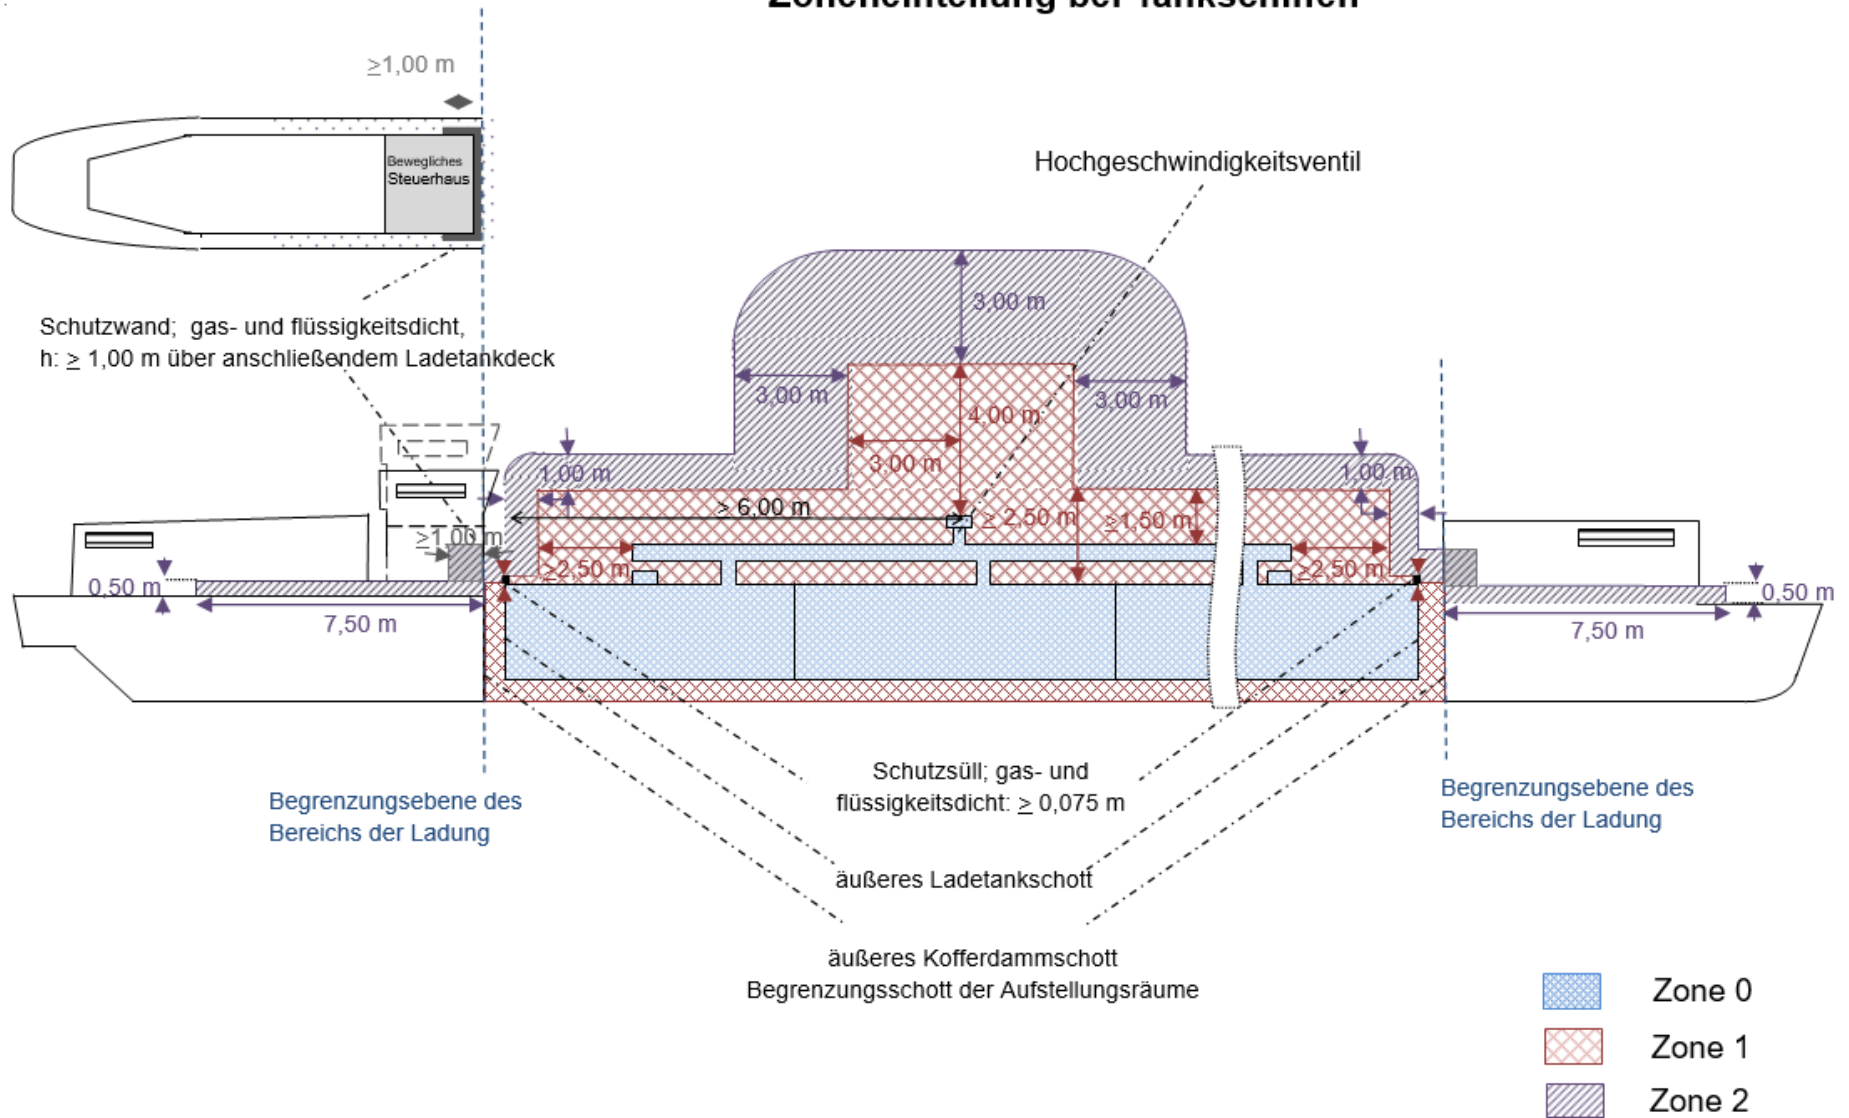 Zoneneinteilung bei Tankschiffen
≥1,00 m
Bewegliches
Steuerhaus
Hochgeschwindigkeitsventil
Schutzwand; gas- und flüssigkeitsdicht,
h: ≥ 1,00 m über anschließendem Ladetankdeck
3,00 m
3,00 m
3,00 m
4,00 m
3,00 m
1,00 m
1,00 m
> 6,00 m
≥ 2,50 m
≥1,50 m
≥1,00 m
≥2,50 m
≥2,50 m
0,50 m
7,50 m
0,50 m
7,50 m
Schutzsüll; gas- und
flüssigkeitsdicht: ≥ 0,075 m
Begrenzungsebene des
Bereichs der Ladung
Begrenzungsebene des
Bereichs der Ladung
äußeres Ladetankschott
äußeres Kofferdammschott
Begrenzungsschott der Aufstellungsräume
Zone 0
Zone 1
Zone 2